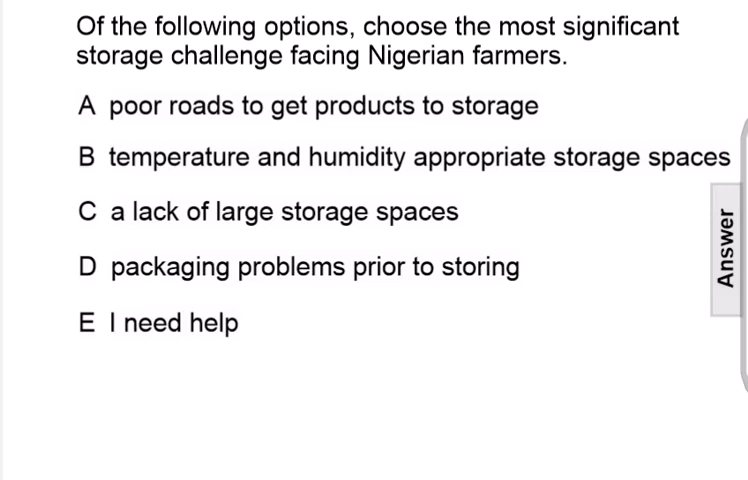 Of the following options, choose the most significant
storage challenge facing Nigerian farmers.
A poor roads to get products to storage
B temperature and humidity appropriate storage spaces
C a lack of large storage spaces
D packaging problems prior to storing
E I need help
Answer